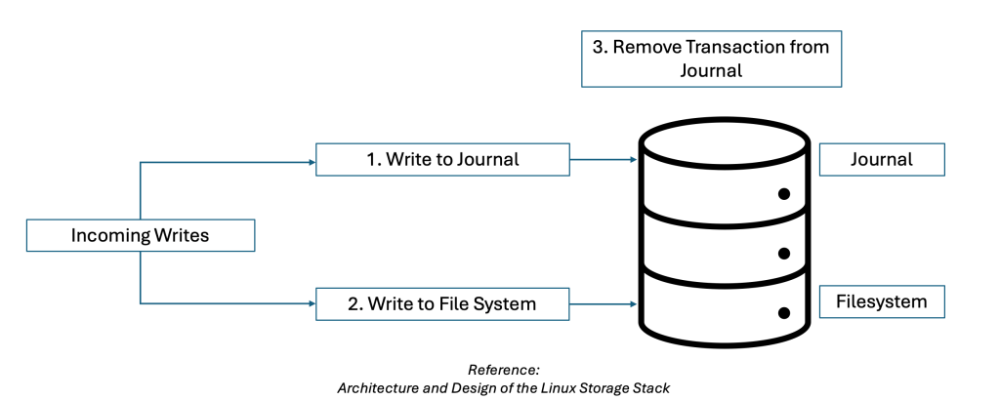 3. Remove Transaction from
Journal
1. Write to Journal
Journal
Incoming Writes
2. Write to File System
Filesystem
Reference:
Architecture and Design of the Linux Storage Stack